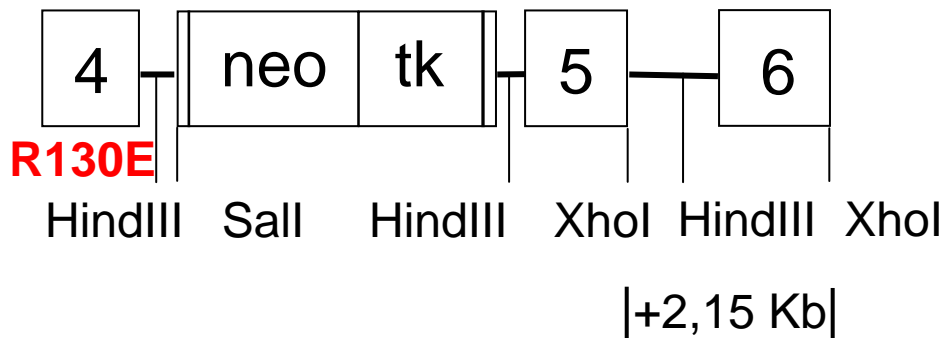 4 neo tk 5 6
R130E
HindIII SalI HindIII XhoI HindIII XhoI
|+2,15 Kb|